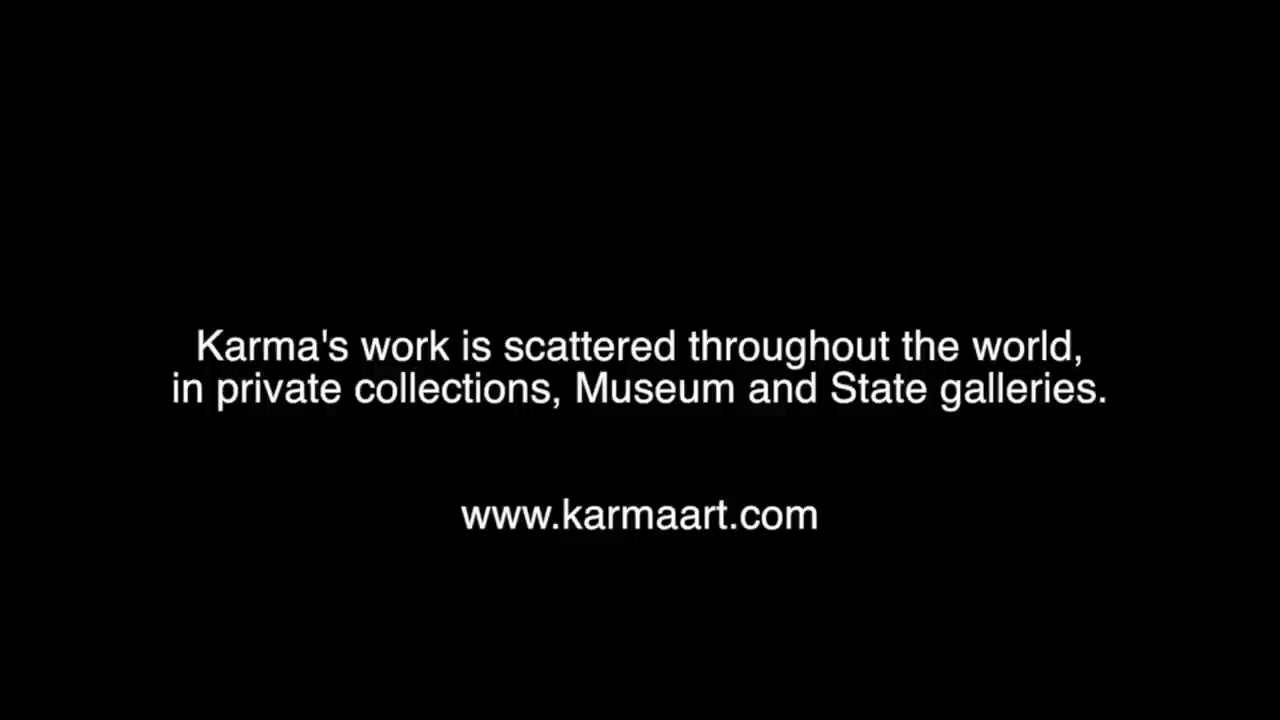 Karma's work is scattered throughout the world,
in private collections, Museum and State galleries.
www.karmaart.com